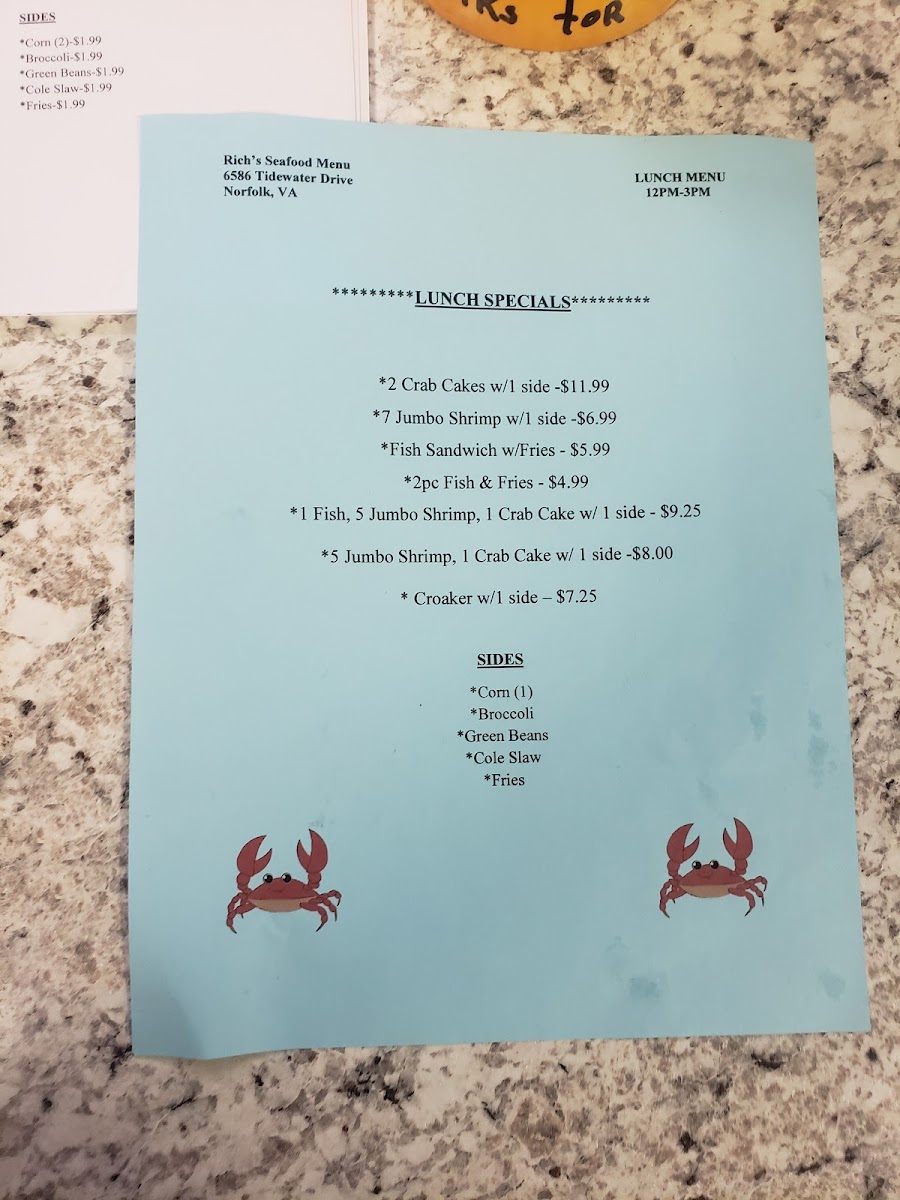 SIDES
*Corn (2)-$1.99
*Broccoli-$1.99
*Green Beans-$1.99
*Cole Slaw-$1.99
*Fries-$1.99
FOR
Rich's Seafood Menu
6586 Tidewater Drive
Norfolk, VA
LUNCH MENU
12PM-3PM
*********LUNCH SPECIALS*********
*2 Crab Cakes w/1 side -$11.99
*7 Jumbo Shrimp w/1 side -$6.99
*Fish Sandwich w/Fries - $5.99
*2pc Fish & Fries - $4.99
*1 Fish, 5 Jumbo Shrimp, 1 Crab Cake w/ 1 side - $9.25
*5 Jumbo Shrimp, 1 Crab Cake w/ 1 side -$8.00
* Croaker w/1 side – $7.25
SIDES
*Corn (1)
*Broccoli
*Green Beans
*Cole Slaw
*Fries